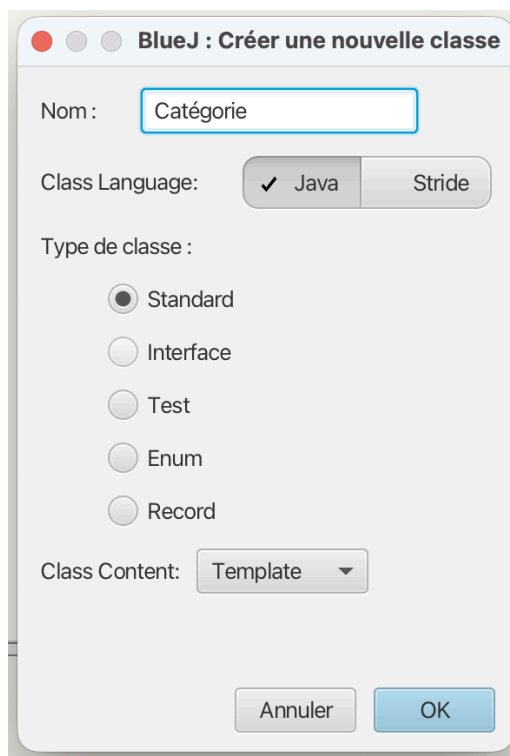 BlueJ : Créer une nouvelle classe
Nom : Catégorie
Class Language: ✓ Java Stride
Type de classe :
Standard
Interface
Test
Enum
Record
Class Content: Template
Annuler OK